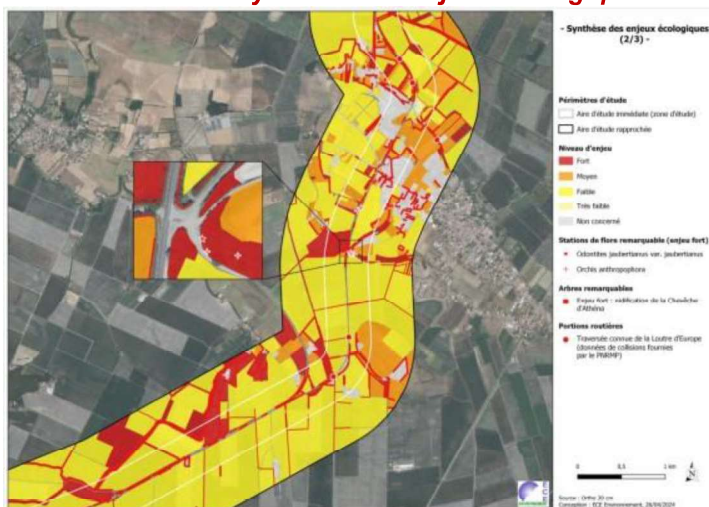 - Synthèse des enjeux écologiques
(2/3) -
Périmètres d'étude
Aire d'étude immédiate (zone d'étude)
Aire d'étude rapprochée
Niveau d'enjeu
Fort
Moyen
Faible
Très faible
Non concerné
Stations de flore remarquable (enjeu fort)
Odontites jaubertianus var. jaubertianus
Orchis anthropophora
Arbres remarquables
Enjeu fort : nidification de la Chevêche
d'Athéna
Portions routières
Traversée connue de la Loutre d'Europe
(données de collisions fournies
par le PNRMP)
0 0,5 1 km
N
Source : Ortho 20 cm
Conception : ECE Environnement, 26/06/2024